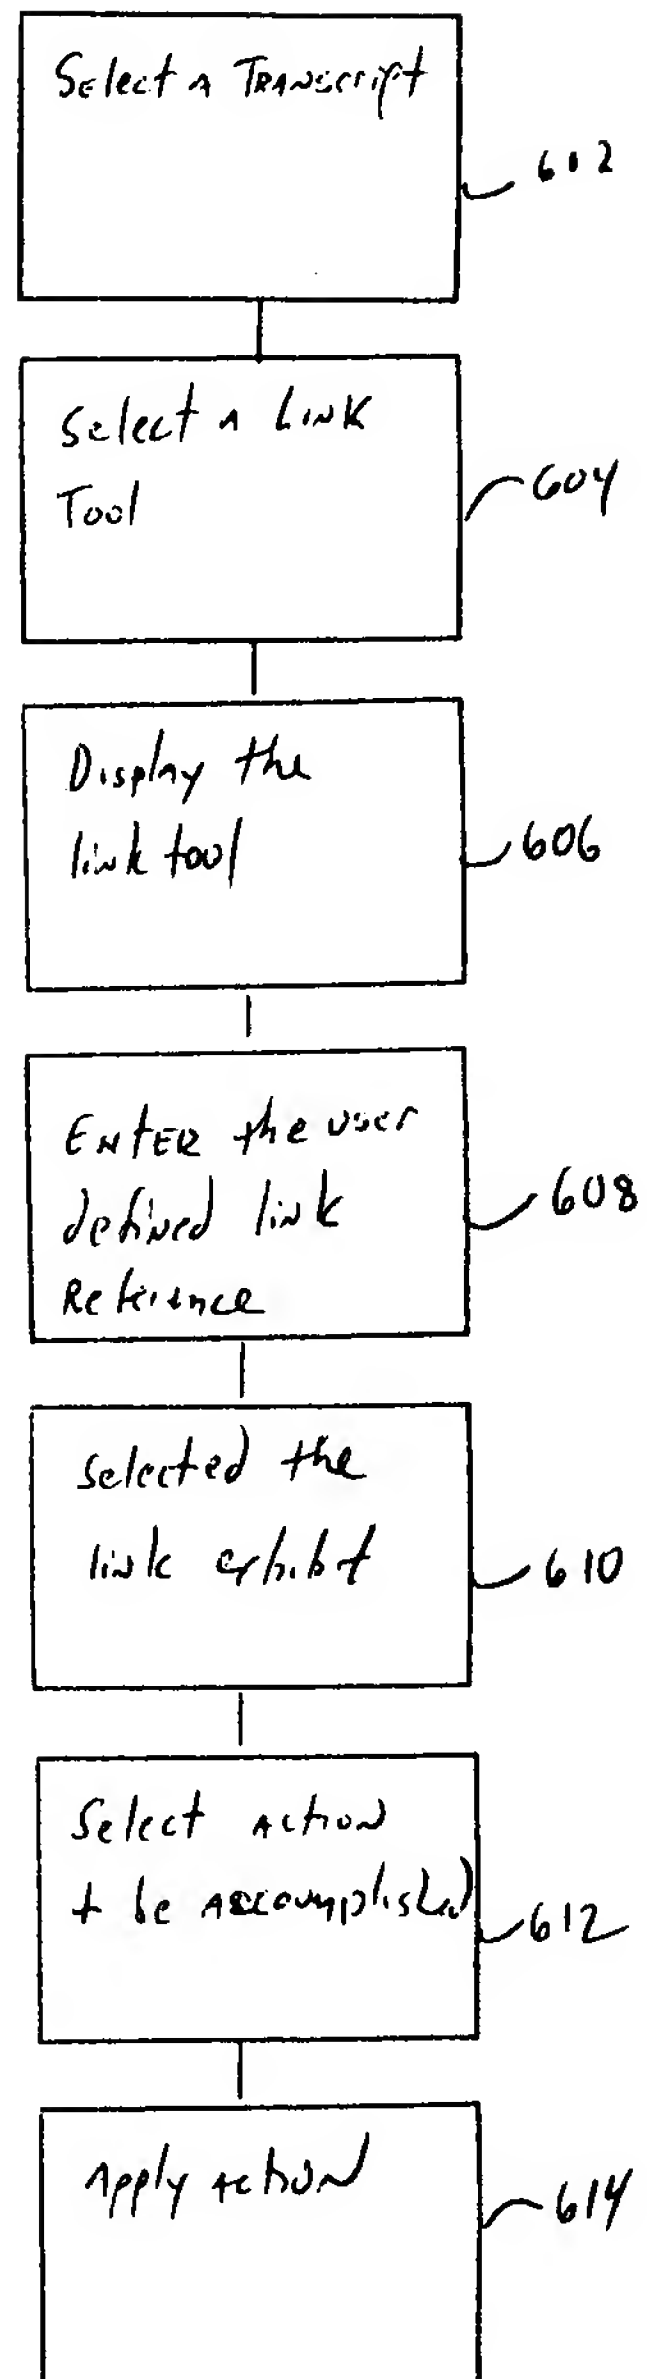 Select A Transcript
612
Select A Link
Tool
604
Display the
link tool
606
Enter the user
defined link
Reference
608
Selected the
link exhibit
610
Select Action
t be Accomplished
612
Apply Action
614